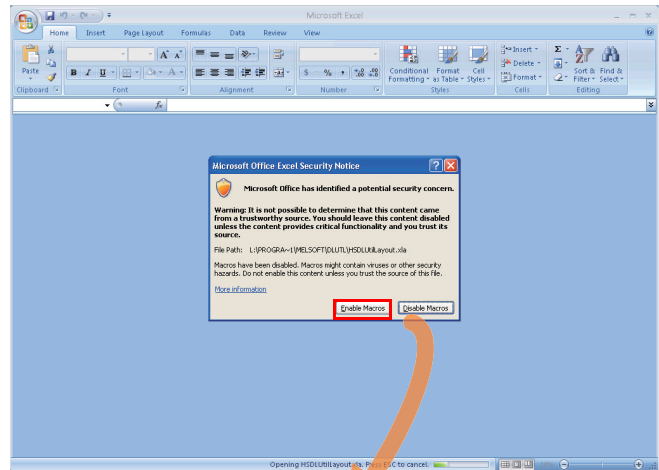 Microsoft Excel
Home Insert Page Layout Formulas Data Review View
Paste
B I U
A A
$ % ,
Conditional Formatting
Format as Table
Cell Styles
Insert
Delete
Format
Σ
Sort & Filter
Find & Select
Clipboard Font Alignment Number Styles Cells Editing
fx
Microsoft Office Excel Security Notice
Microsoft Office has identified a potential security concern.
Warning: It is not possible to determine that this content came
from a trustworthy source. You should leave this content disabled
unless the content provides critical functionality and you trust its
source.
File Path: L:\PROGRA~1\MELSOFT\DLUTL\HSDLUtilLayout.xla
Macros have been disabled. Macros might contain viruses or other security
hazards. Do not enable this content unless you trust the source of this file.
More information
Enable Macros Disable Macros
Opening HSDLUtilLayout.xla. Press ESC to cancel.